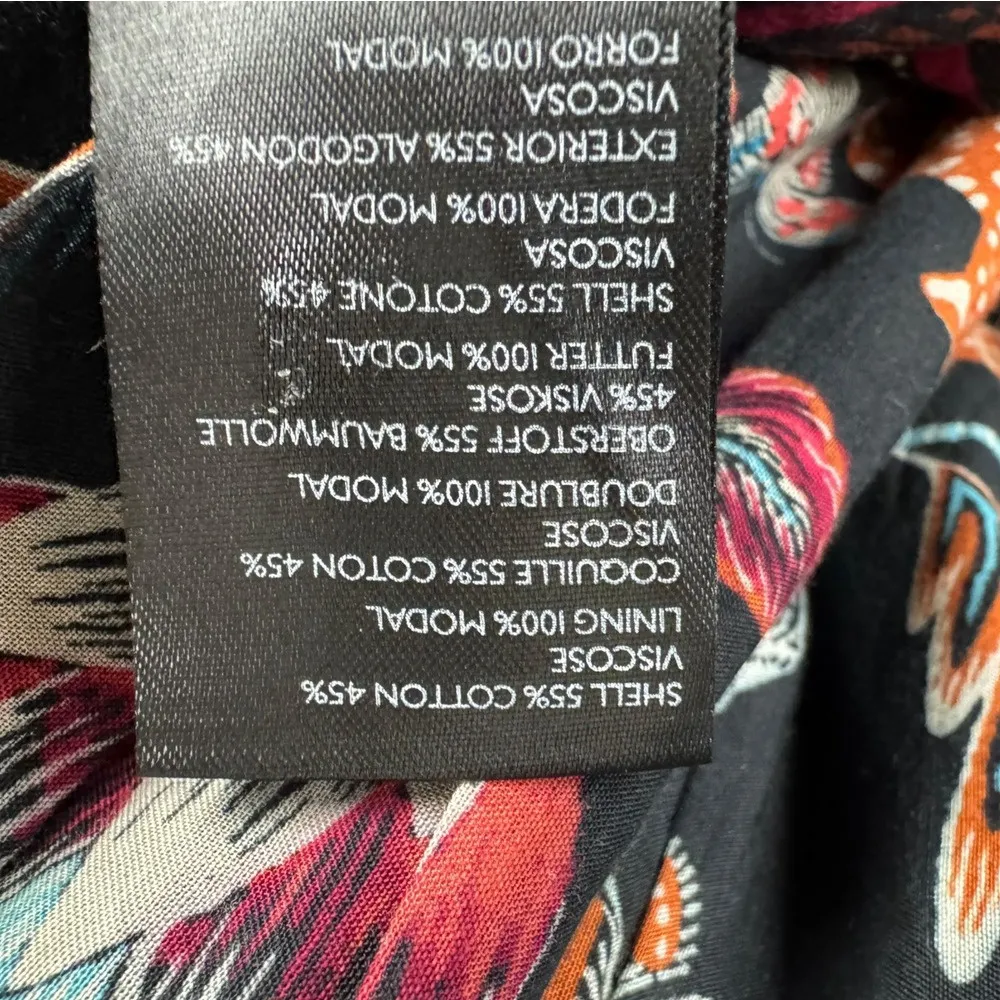 SHELL 55% COTTON 45%
VISCOSE
LINING 100% MODAL
COQUILLE 55% COTON 45%
VISCOSE
DOUBLURE 100% MODAL
OBERSTOFF 55% BAUMWOLLE
45% VISKOSE
FUTTER 100% MODAL
SHELL 55% COTONE 45%
VISCOSA
FODERA 100% MODAL
EXTERIOR 55% ALGODON 45%
VISCOSA
FORRO 100% MODAL